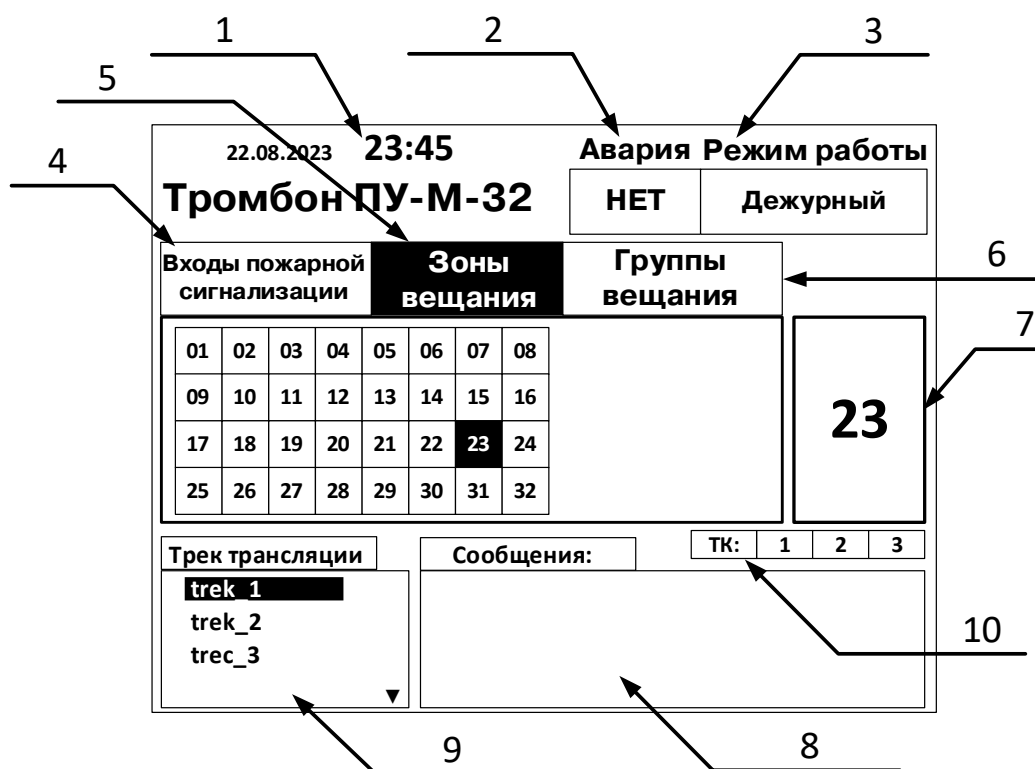 1
2
3
5
4
22.08.2023 23:45
Авария Режим работы
Тромбон ПУ-М-32
НЕТ Дежурный
Входы пожарной сигнализации
Зоны вещания
Группы вещания
6
7
01 02 03 04 05 06 07 08
09 10 11 12 13 14 15 16
17 18 19 20 21 22 23 24
25 26 27 28 29 30 31 32
23
Трек трансляции
Сообщения:
ТК: 1 2 3
trek_1
trek_2
trec_3
▼
10
9
8